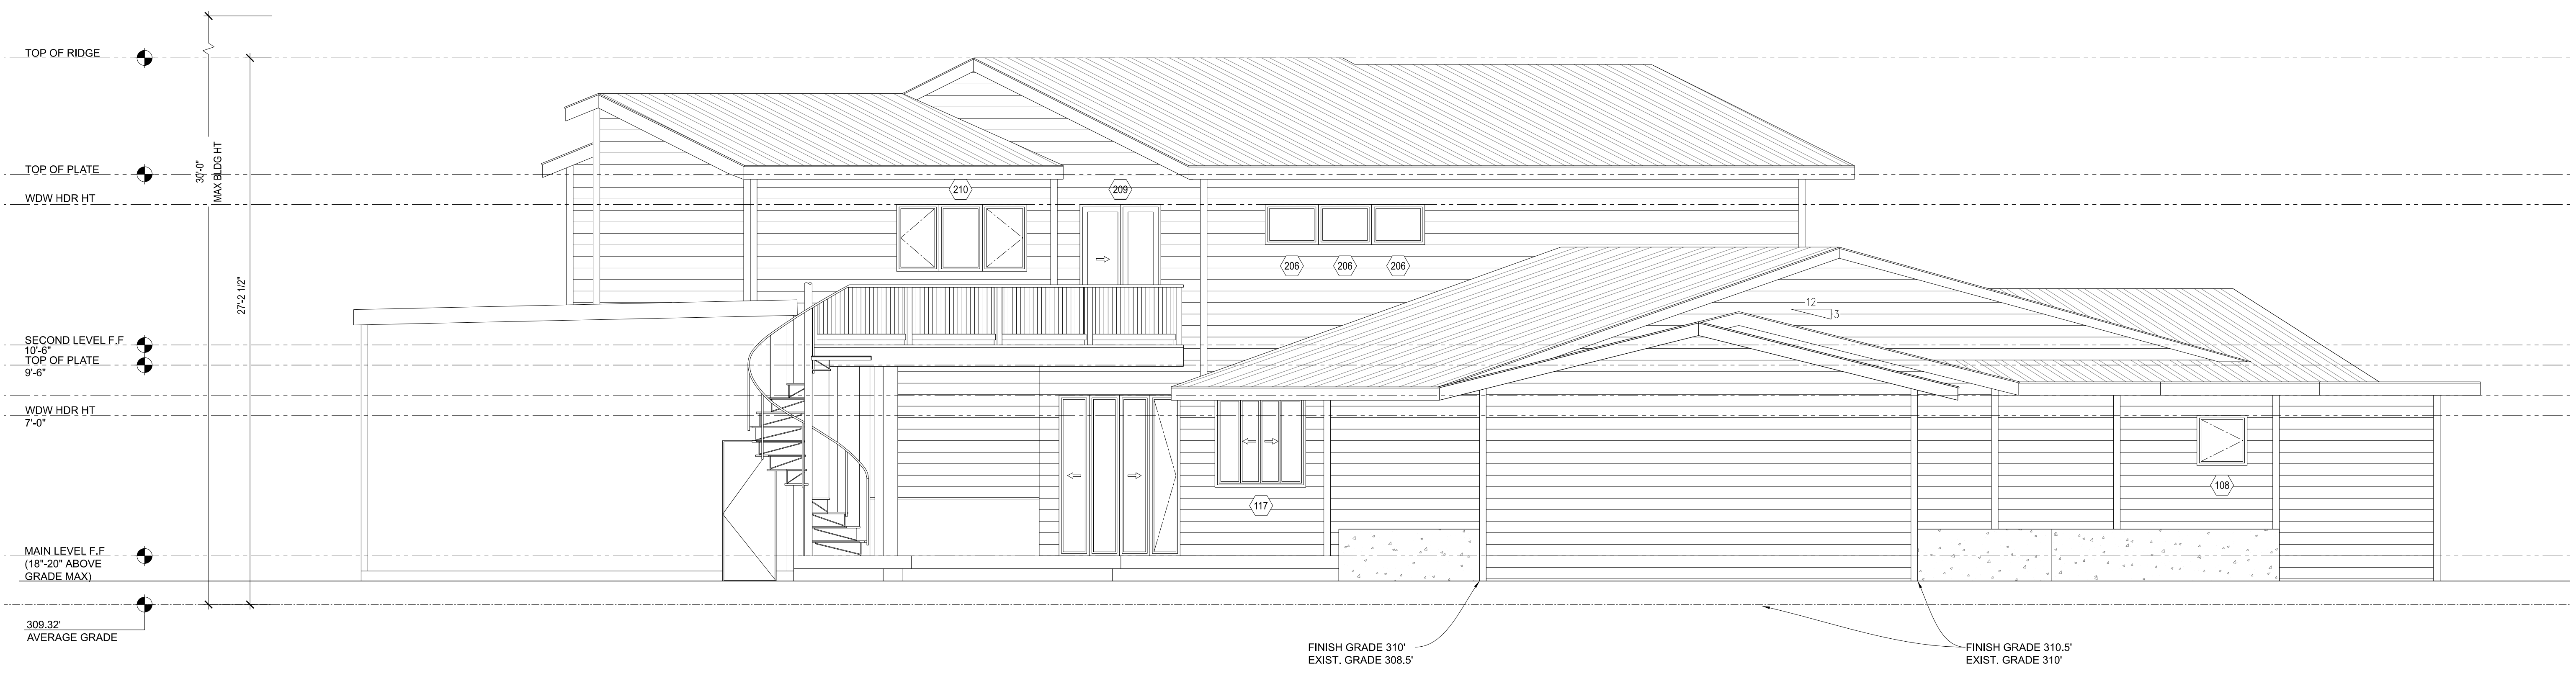 TOP OF RIDGE
TOP OF PLATE
WDW HDR HT
30'-0"
MAX BLDG HT
27'-2 1/2"
SECOND LEVEL F.F
10'-6"
TOP OF PLATE
9'-6"
WDW HDR HT
7'-0"
MAIN LEVEL F.F
(18"-20" ABOVE
GRADE MAX)
309.32'
AVERAGE GRADE
210
209
206
206
206
12
3
117
108
FINISH GRADE 310'
EXIST. GRADE 308.5'
FINISH GRADE 310.5'
EXIST. GRADE 310'